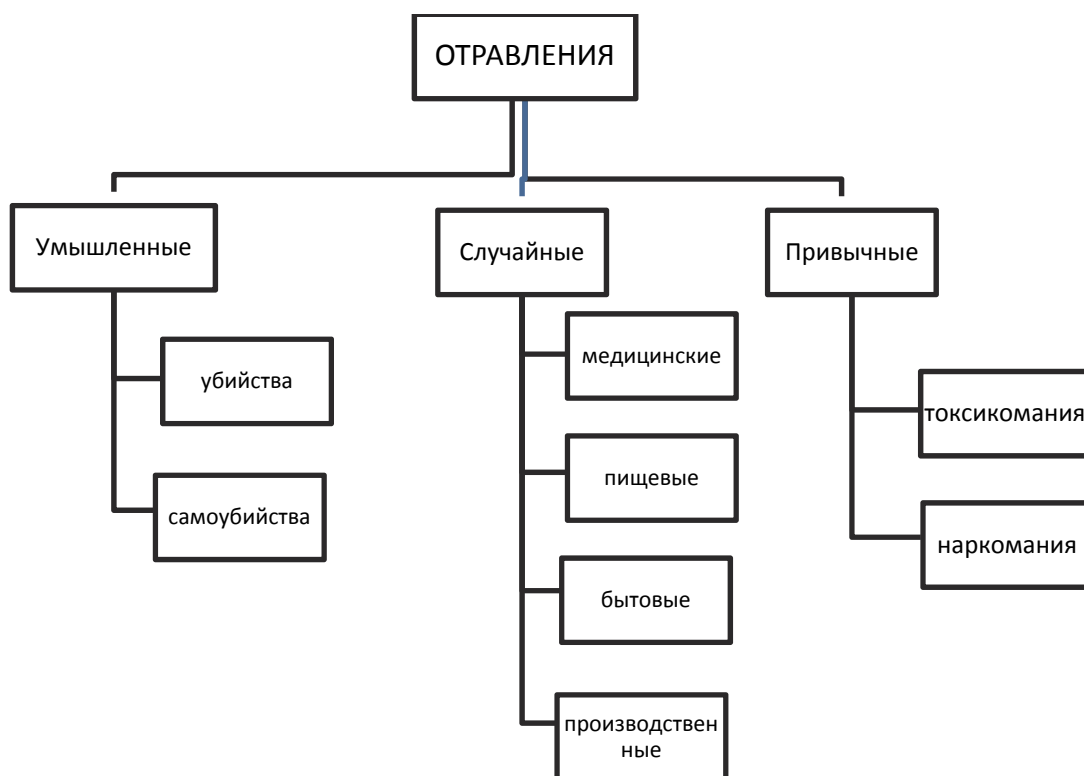 ОТРАВЛЕНИЯ
Умышленные
убийства
самоубийства
Случайные
медицинские
пищевые
бытовые
производствен
ные
Привычные
токсикомания
наркомания